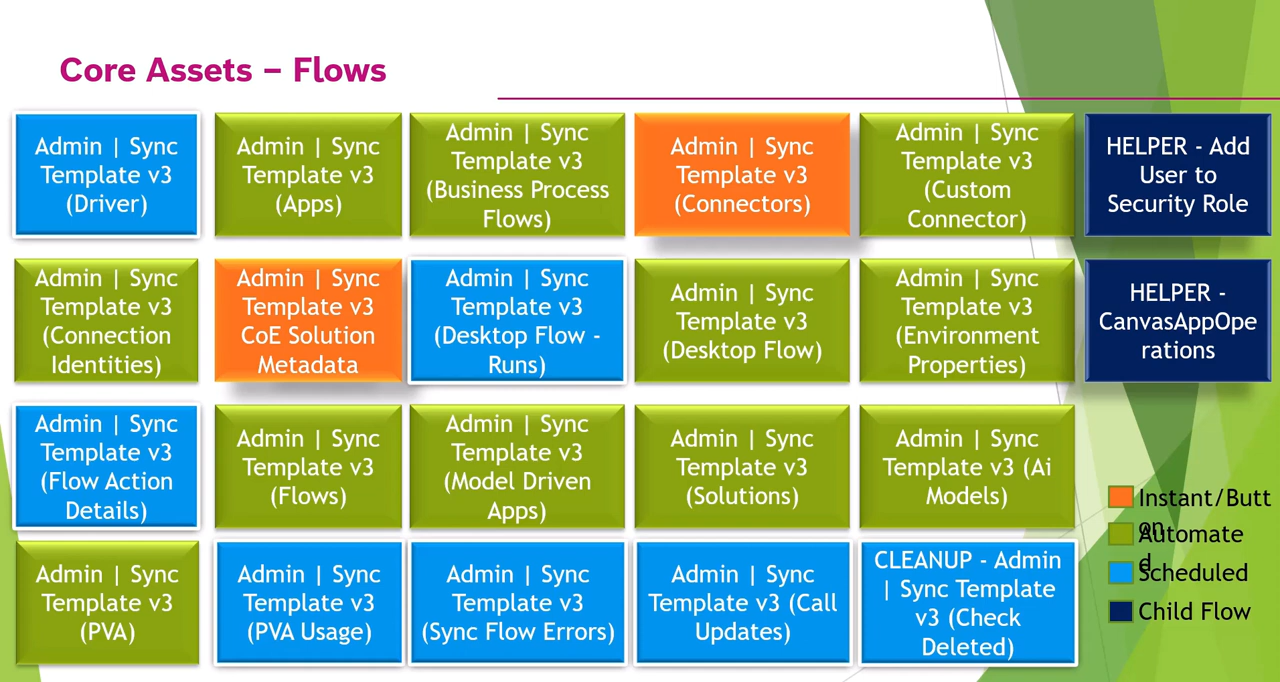 Core Assets – Flows
Admin | Sync
Template v3
(Driver)
Admin | Sync
Template v3
(Apps)
Admin | Sync
Template v3
(Business Process
Flows)
Admin | Sync
Template v3
(Connectors)
Admin | Sync
Template v3
(Custom
Connector)
HELPER - Add
User to
Security Role
Admin | Sync
Template v3
(Connection
Identities)
Admin | Sync
Template v3
CoE Solution
Metadata
Admin | Sync
Template v3
(Desktop Flow -
Runs)
Admin | Sync
Template v3
(Desktop Flow)
Admin | Sync
Template v3
(Environment
Properties)
HELPER -
CanvasAppOpe
rations
Admin | Sync
Template v3
(Flow Action
Details)
Admin | Sync
Template v3
(Flows)
Admin | Sync
Template v3
(Model Driven
Apps)
Admin | Sync
Template v3
(Solutions)
Admin | Sync
Template v3 (Ai
Models)
Admin | Sync
Template v3
(PVA)
Admin | Sync
Template v3
(PVA Usage)
Admin | Sync
Template v3
(Sync Flow Errors)
Admin | Sync
Template v3 (Call
Updates)
CLEANUP - Admin
| Sync Template
v3 (Check
Deleted)
Instant/Butt
on
Automate
d
Scheduled
Child Flow